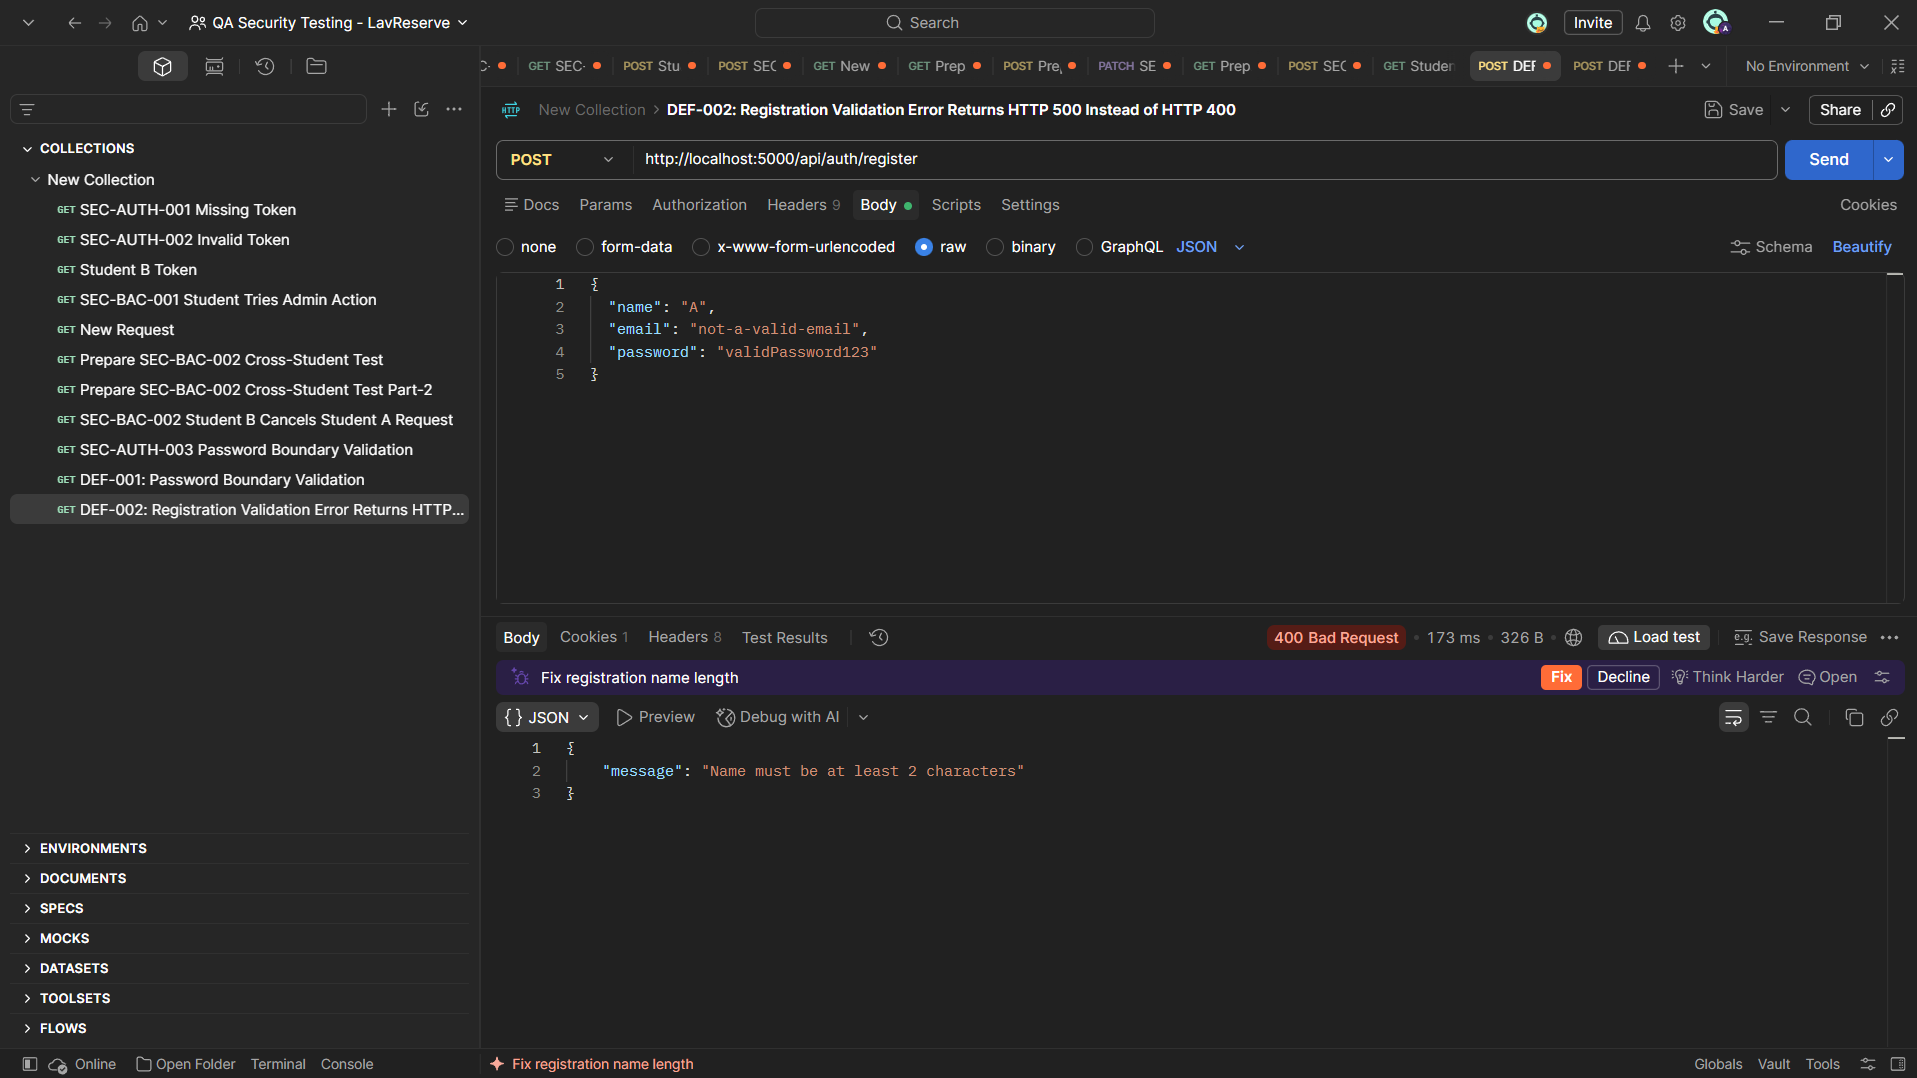 QA Security Testing - LavReserve
Search
Invite
GET SEC-
POST Stu
POST SEC
GET New
GET Prep
POST Pre
PATCH SE
GET Prep
POST SEC
GET Studen
POST DEF
POST DEF
No Environment
New Collection > DEF-002: Registration Validation Error Returns HTTP 500 Instead of HTTP 400
Save
Share
COLLECTIONS
New Collection
GET SEC-AUTH-001 Missing Token
GET SEC-AUTH-002 Invalid Token
GET Student B Token
GET SEC-BAC-001 Student Tries Admin Action
GET New Request
GET Prepare SEC-BAC-002 Cross-Student Test
GET Prepare SEC-BAC-002 Cross-Student Test Part-2
GET SEC-BAC-002 Student B Cancels Student A Request
GET SEC-AUTH-003 Password Boundary Validation
GET DEF-001: Password Boundary Validation
GET DEF-002: Registration Validation Error Returns HTTP...
ENVIRONMENTS
DOCUMENTS
SPECS
MOCKS
DATASETS
TOOLSETS
FLOWS
HTTP
POST
http://localhost:5000/api/auth/register
Send
Docs Params Authorization Headers 9 Body Scripts Settings
Cookies
none form-data x-www-form-urlencoded raw binary GraphQL JSON
Schema Beautify
1 {
2 "name": "A",
3 "email": "not-a-valid-email",
4 "password": "validPassword123"
5 }
Body Cookies 1 Headers 8 Test Results
400 Bad Request • 173 ms • 326 B •
Load test
e.g. Save Response
Fix registration name length
Fix Decline Think Harder Open
{} JSON Preview Debug with AI
1 {
2 "message": "Name must be at least 2 characters"
3 }
Online Open Folder Terminal Console
Fix registration name length
Globals Vault Tools